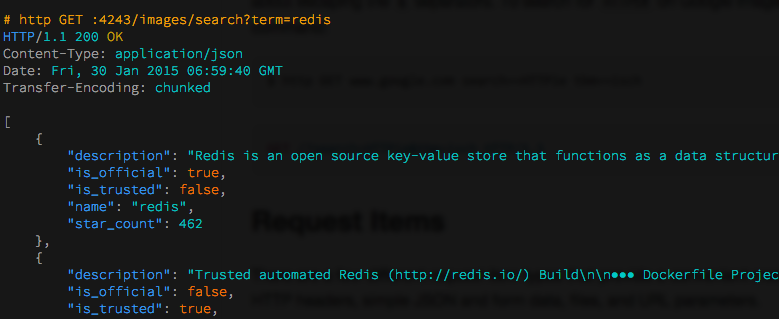 # http GET :4243/images/search?term=redis
HTTP/1.1 200 OK
Content-Type: application/json
Date: Fri, 30 Jan 2015 06:59:40 GMT
Transfer-Encoding: chunked
[
    {
        "description": "Redis is an open source key-value store that functions as a data structur
        "is_official": true,
        "is_trusted": false,
        "name": "redis",
        "star_count": 462
    },
    {
        "description": "Trusted automated Redis (http://redis.io/) Build\n\n●●● Dockerfile Projec
        "is_official": false,
        "is_trusted": true,
Request Items